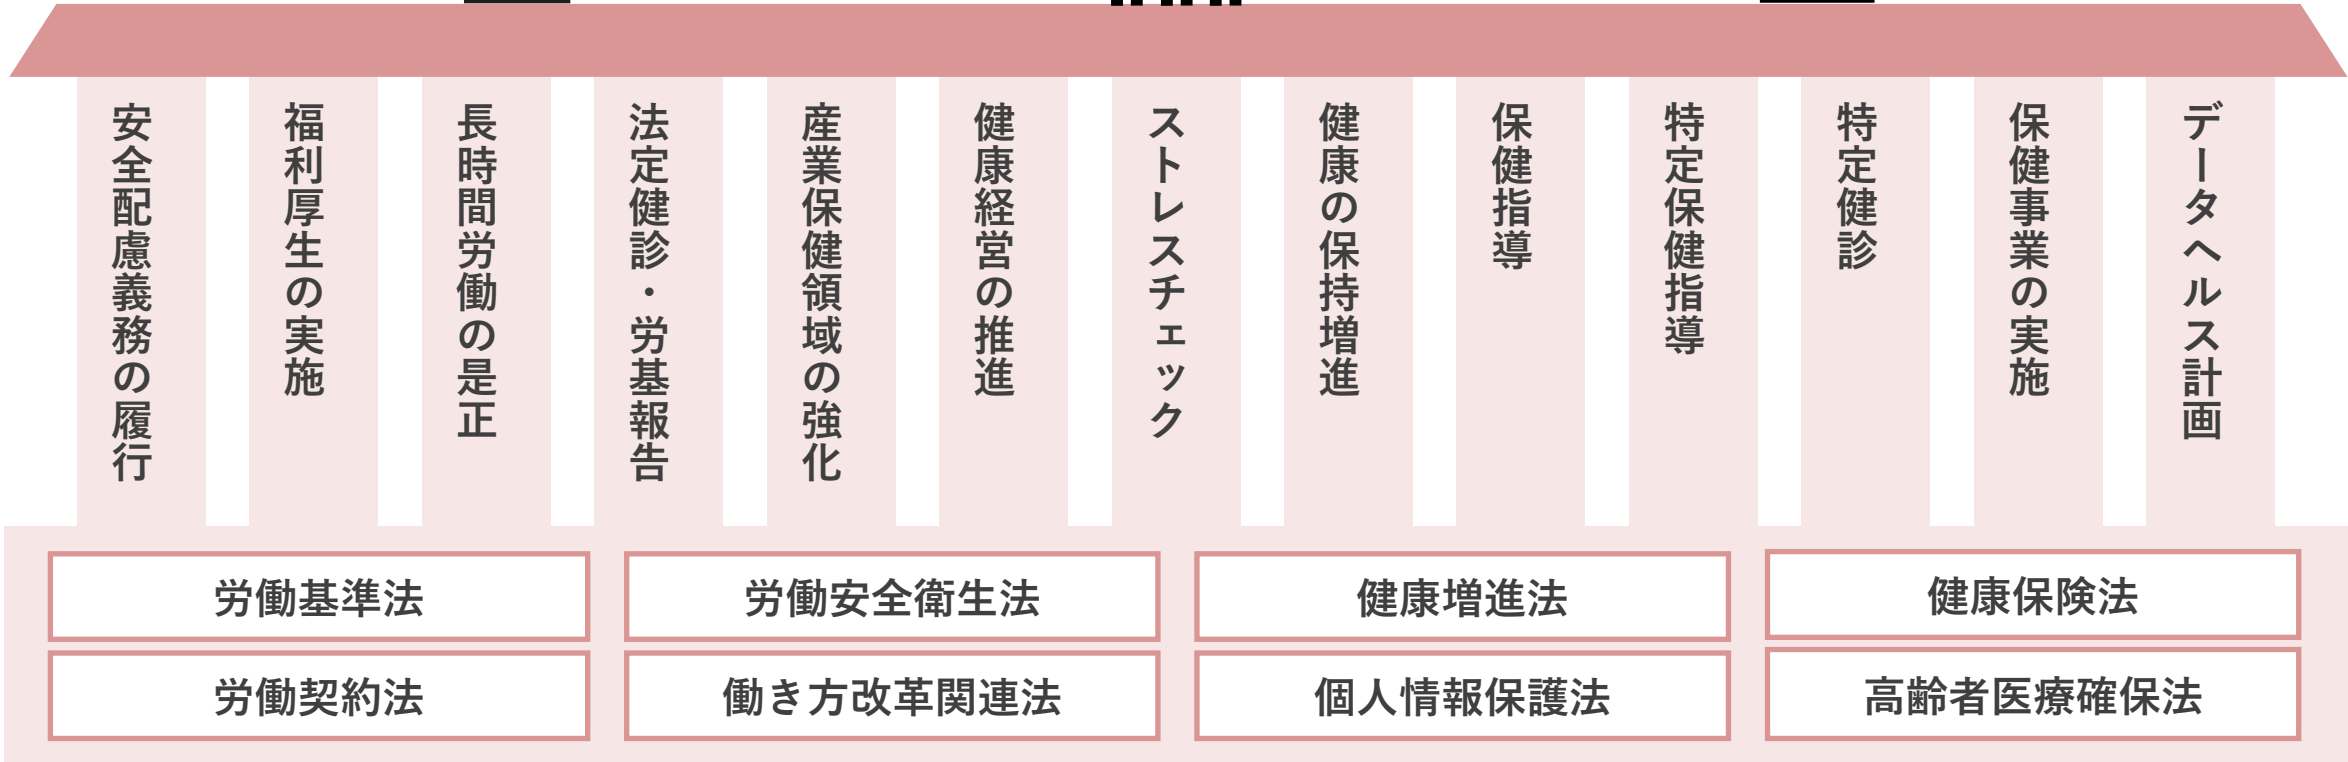 安全配慮義務の履行
福利厚生の実施
長時間労働の是正
法定健診・労基報告
産業保健領域の強化
健康経営の推進
ストレスチェック
健康の保持増進
保健指導
特定保健指導
特定健診
保健事業の実施
データヘルス計画
労働基準法
労働安全衛生法
健康増進法
健康保険法
労働契約法
働き方改革関連法
個人情報保護法
高齢者医療確保法